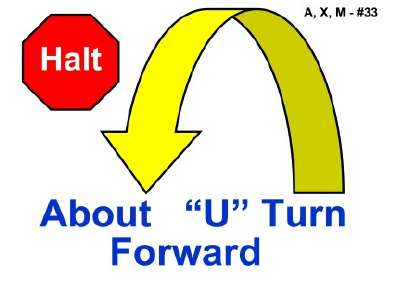 A, X, M - #33
Halt
About “U” Turn
Forward